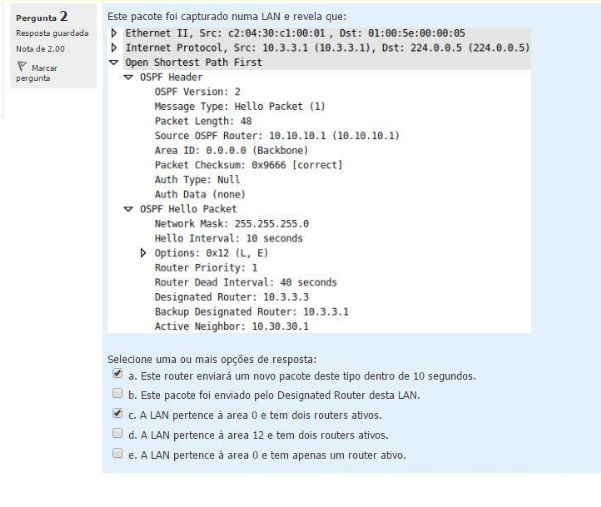 Pergunta 2
Resposta guardada
Nota de 2,00
Marcar
pergunta
Este pacote foi capturado numa LAN e revela que:
Ethernet II, Src: c2:04:30:c1:00:01 , Dst: 01:00:5e:00:00:05
Internet Protocol, Src: 10.3.3.1 (10.3.3.1), Dst: 224.0.0.5 (224.0.0.5)
Open Shortest Path First
OSPF Header
OSPF Version: 2
Message Type: Hello Packet (1)
Packet Length: 48
Source OSPF Router: 10.10.10.1 (10.10.10.1)
Area ID: 0.0.0.0 (Backbone)
Packet Checksum: 0x9666 [correct]
Auth Type: Null
Auth Data (none)
OSPF Hello Packet
Network Mask: 255.255.255.0
Hello Interval: 10 seconds
Options: 0x12 (L, E)
Router Priority: 1
Router Dead Interval: 40 seconds
Designated Router: 10.3.3.3
Backup Designated Router: 10.3.3.1
Active Neighbor: 10.30.30.1
Selecione uma ou mais opções de resposta:
a. Este router enviará um novo pacote deste tipo dentro de 10 segundos.
b. Este pacote foi enviado pelo Designated Router desta LAN.
c. A LAN pertence à area 0 e tem dois routers ativos.
d. A LAN pertence à area 12 e tem dois routers ativos.
e. A LAN pertence à area 0 e tem apenas um router ativo.